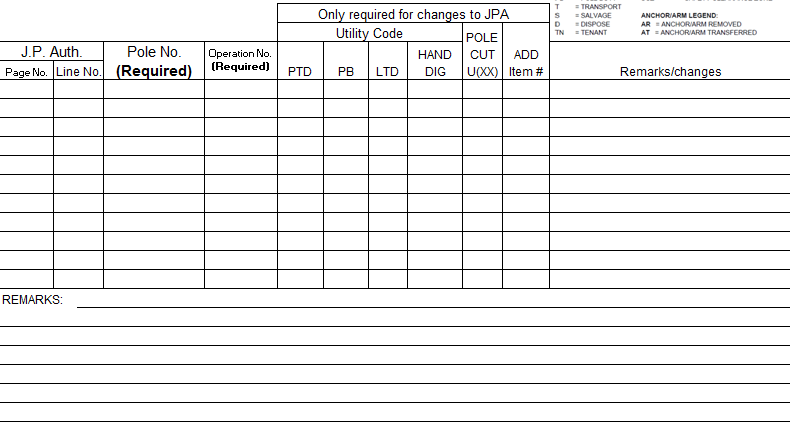 T = TRANSPORT
S = SALVAGE ANCHOR/ARM LEGEND:
D = DISPOSE AR = ANCHOR/ARM REMOVED
TN = TENANT AT = ANCHOR/ARM TRANSFERRED
Only required for changes to JPA
Utility Code
J.P. Auth.
Page No. Line No.
Pole No.
(Required)
Operation No.
(Required)
PTD PB LTD
HAND
DIG
POLE
CUT
U(XX)
ADD
Item #
Remarks/changes
REMARKS: